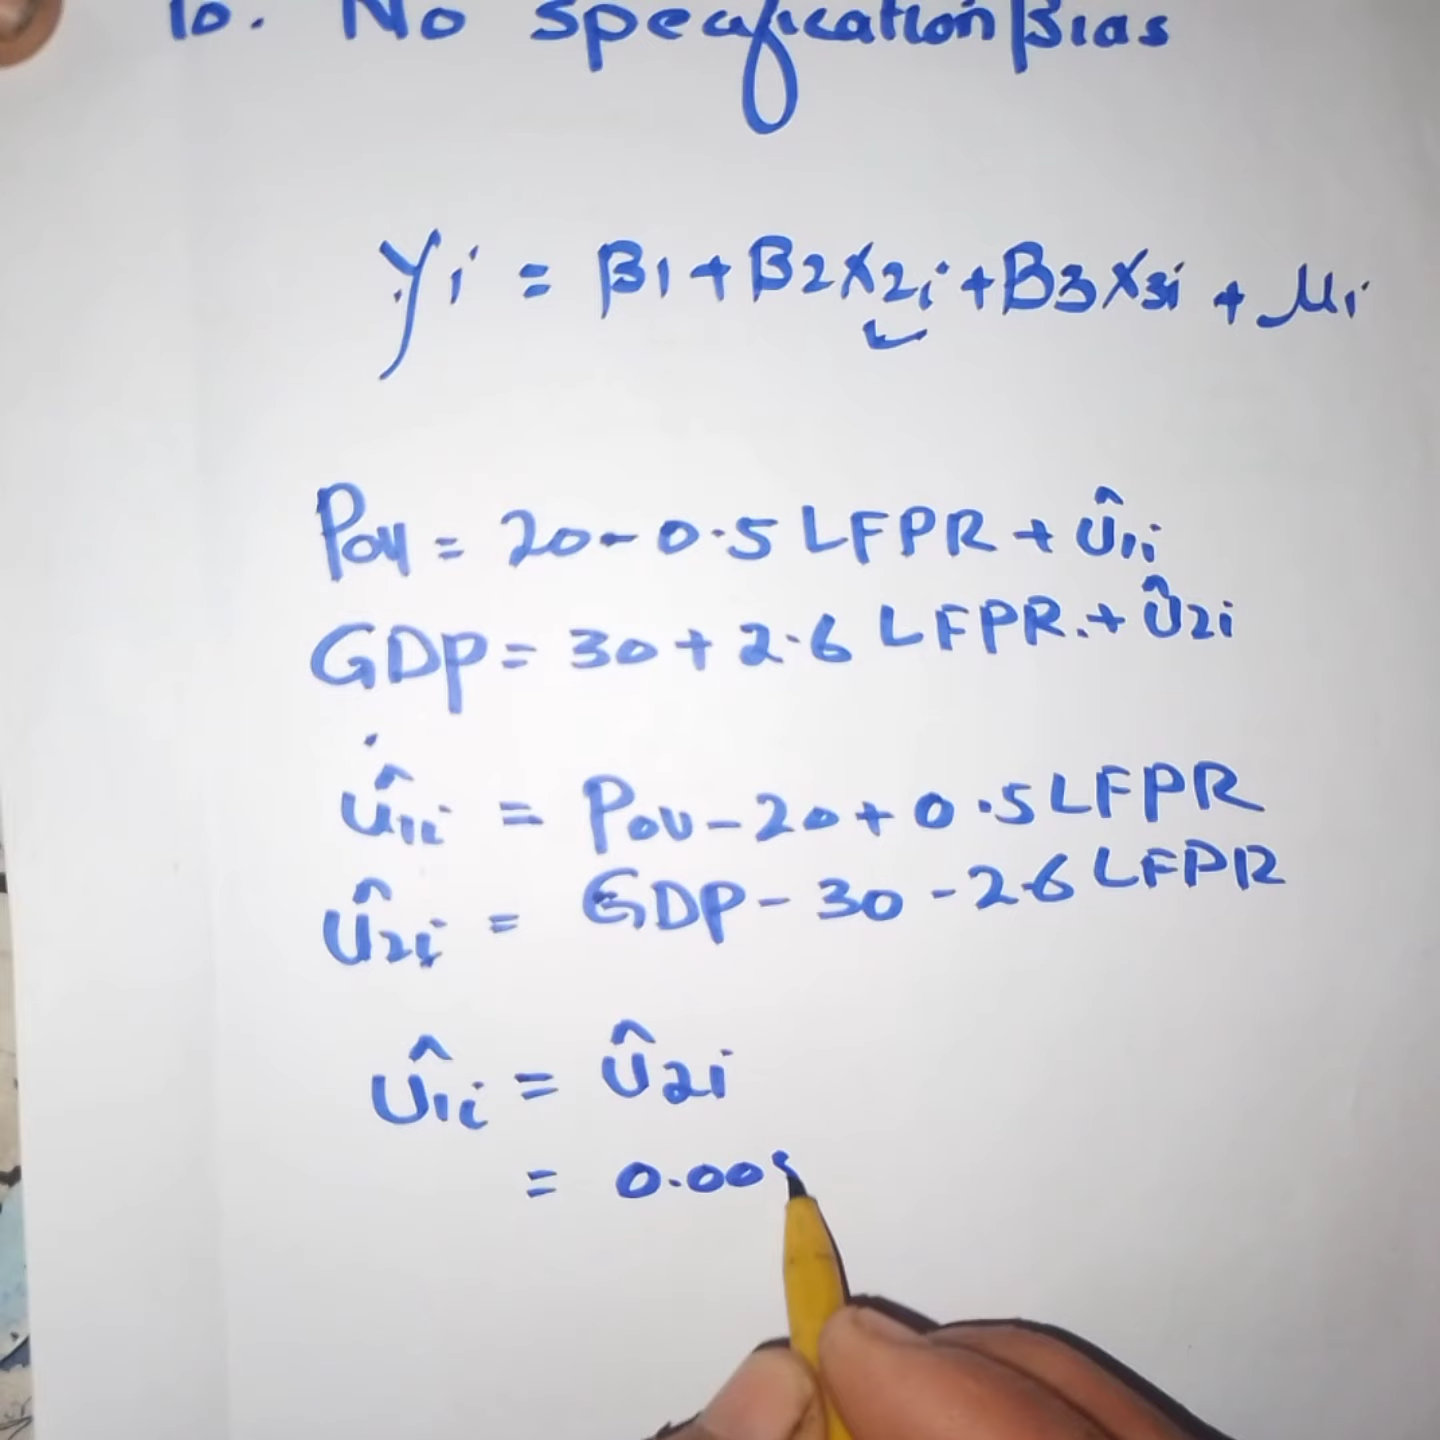 10. No specification Bias
Yi = β1 + β2X2i + β3X3i + μi
Pov = 20 - 0.5 LFPR + û1i
GDP = 30 + 2.6 LFPR. + û2i
û1i = Pov - 20 + 0.5 LFPR
û2i = GDP - 30 - 2.6 LFPR
û1i = û2i
= 0.00